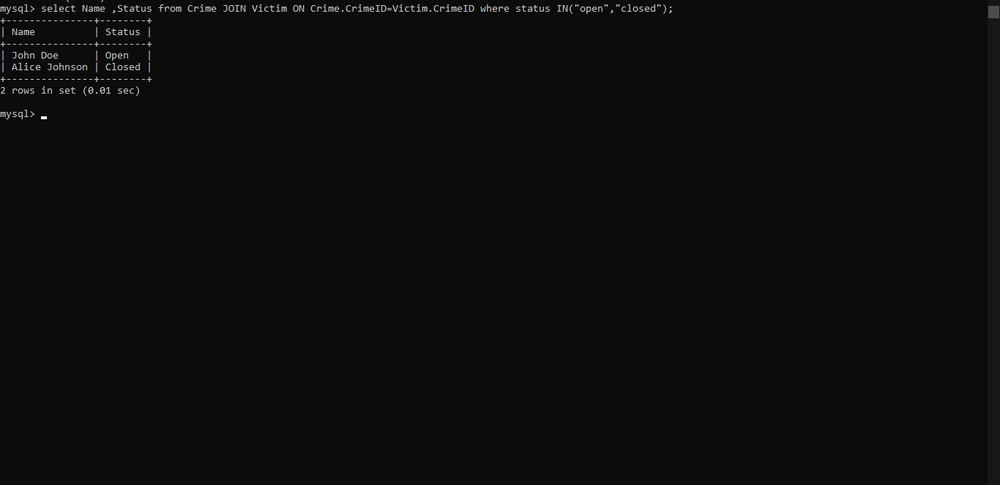 mysql> select Name ,Status from Crime JOIN Victim ON Crime.CrimeID=Victim.CrimeID where status IN("open","closed");
+---------------+--------+
| Name          | Status |
+---------------+--------+
| John Doe      | Open   |
| Alice Johnson | Closed |
+---------------+--------+
2 rows in set (0.01 sec)
mysql>